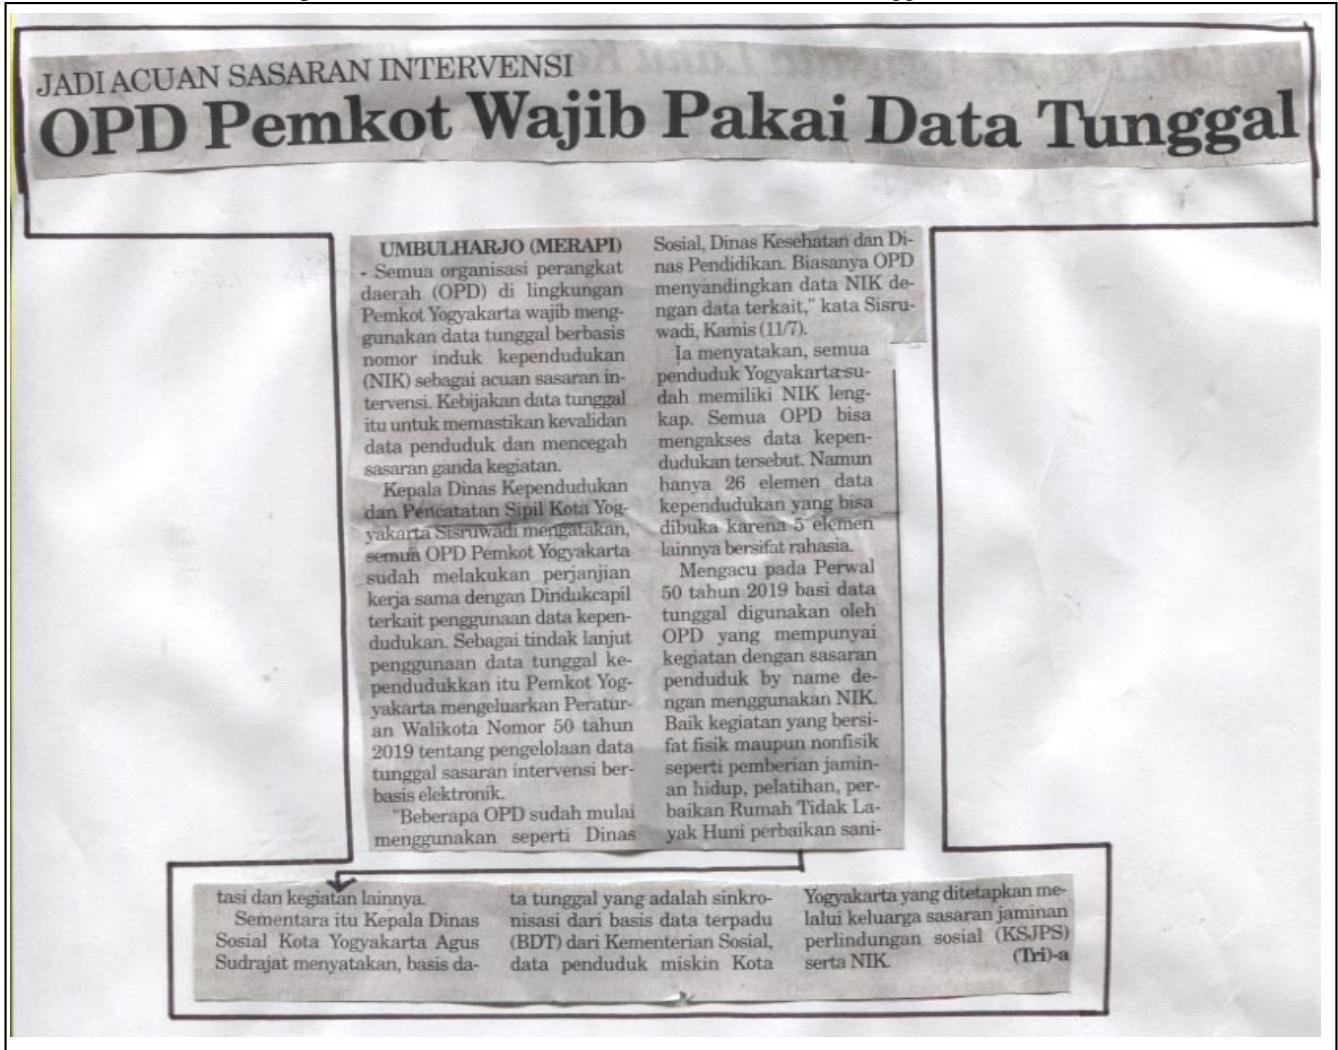 JADI ACUAN SASARAN INTERVENSI
OPD Pemkot Wajib Pakai Data Tunggal
UMBULHARJO (MERAPI)
- Semua organisasi perangkat
daerah (OPD) di lingkungan
Pemkot Yogyakarta wajib meng-
gunakan data tunggal berbasis
nomor induk kependudukan
(NIK) sebagai acuan sasaran in-
tervensi. Kebijakan data tunggal
itu untuk memastikan kevalidan
data penduduk dan mencegah
sasaran ganda kegiatan.
Kepala Dinas Kependudukan
dan Pencatatan Sipil Kota Yog-
yakarta Sisruwadi mengatakan,
semua OPD Pemkot Yogyakarta
sudah melakukan perjanjian
kerja sama dengan Dindukcapil
terkait penggunaan data kepen-
dudukan. Sebagai tindak lanjut
penggunaan data tunggal ke-
pendudukkan itu Pemkot Yog-
yakarta mengeluarkan Peratur-
an Walikota Nomor 50 tahun
2019 tentang pengelolaan data
tunggal sasaran intervensi ber-
basis elektronik.
"Beberapa OPD sudah mulai
menggunakan seperti Dinas
Sosial, Dinas Kesehatan dan Di-
nas Pendidikan. Biasanya OPD
menyandingkan data NIK de-
ngan data terkait," kata Sisru-
wadi, Kamis (11/7).
Ia menyatakan, semua
penduduk Yogyakarta su-
dah memiliki NIK leng-
kap. Semua OPD bisa
mengakses data kepen-
dudukan tersebut. Namun
hanya 26 elemen data
kependudukan yang bisa
dibuka karena 5 elemen
lainnya bersifat rahasia.
Mengacu pada Perwal
50 tahun 2019 basi data
tunggal digunakan oleh
OPD yang mempunyai
kegiatan dengan sasaran
penduduk by name de-
ngan menggunakan NIK.
Baik kegiatan yang bersi-
fat fisik maupun nonfisik
seperti pemberian jamin-
an hidup, pelatihan, per-
baikan Rumah Tidak La-
yak Huni perbaikan sani-
tasi dan kegiatan lainnya.
Sementara itu Kepala Dinas
Sosial Kota Yogyakarta Agus
Sudrajat menyatakan, basis da-
ta tunggal yang adalah sinkro-
nisasi dari basis data terpadu
(BDT) dari Kementerian Sosial,
data penduduk miskin Kota
Yogyakarta yang ditetapkan me-
lalui keluarga sasaran jaminan
perlindungan sosial (KSJPS)
serta NIK. (Tri)-a